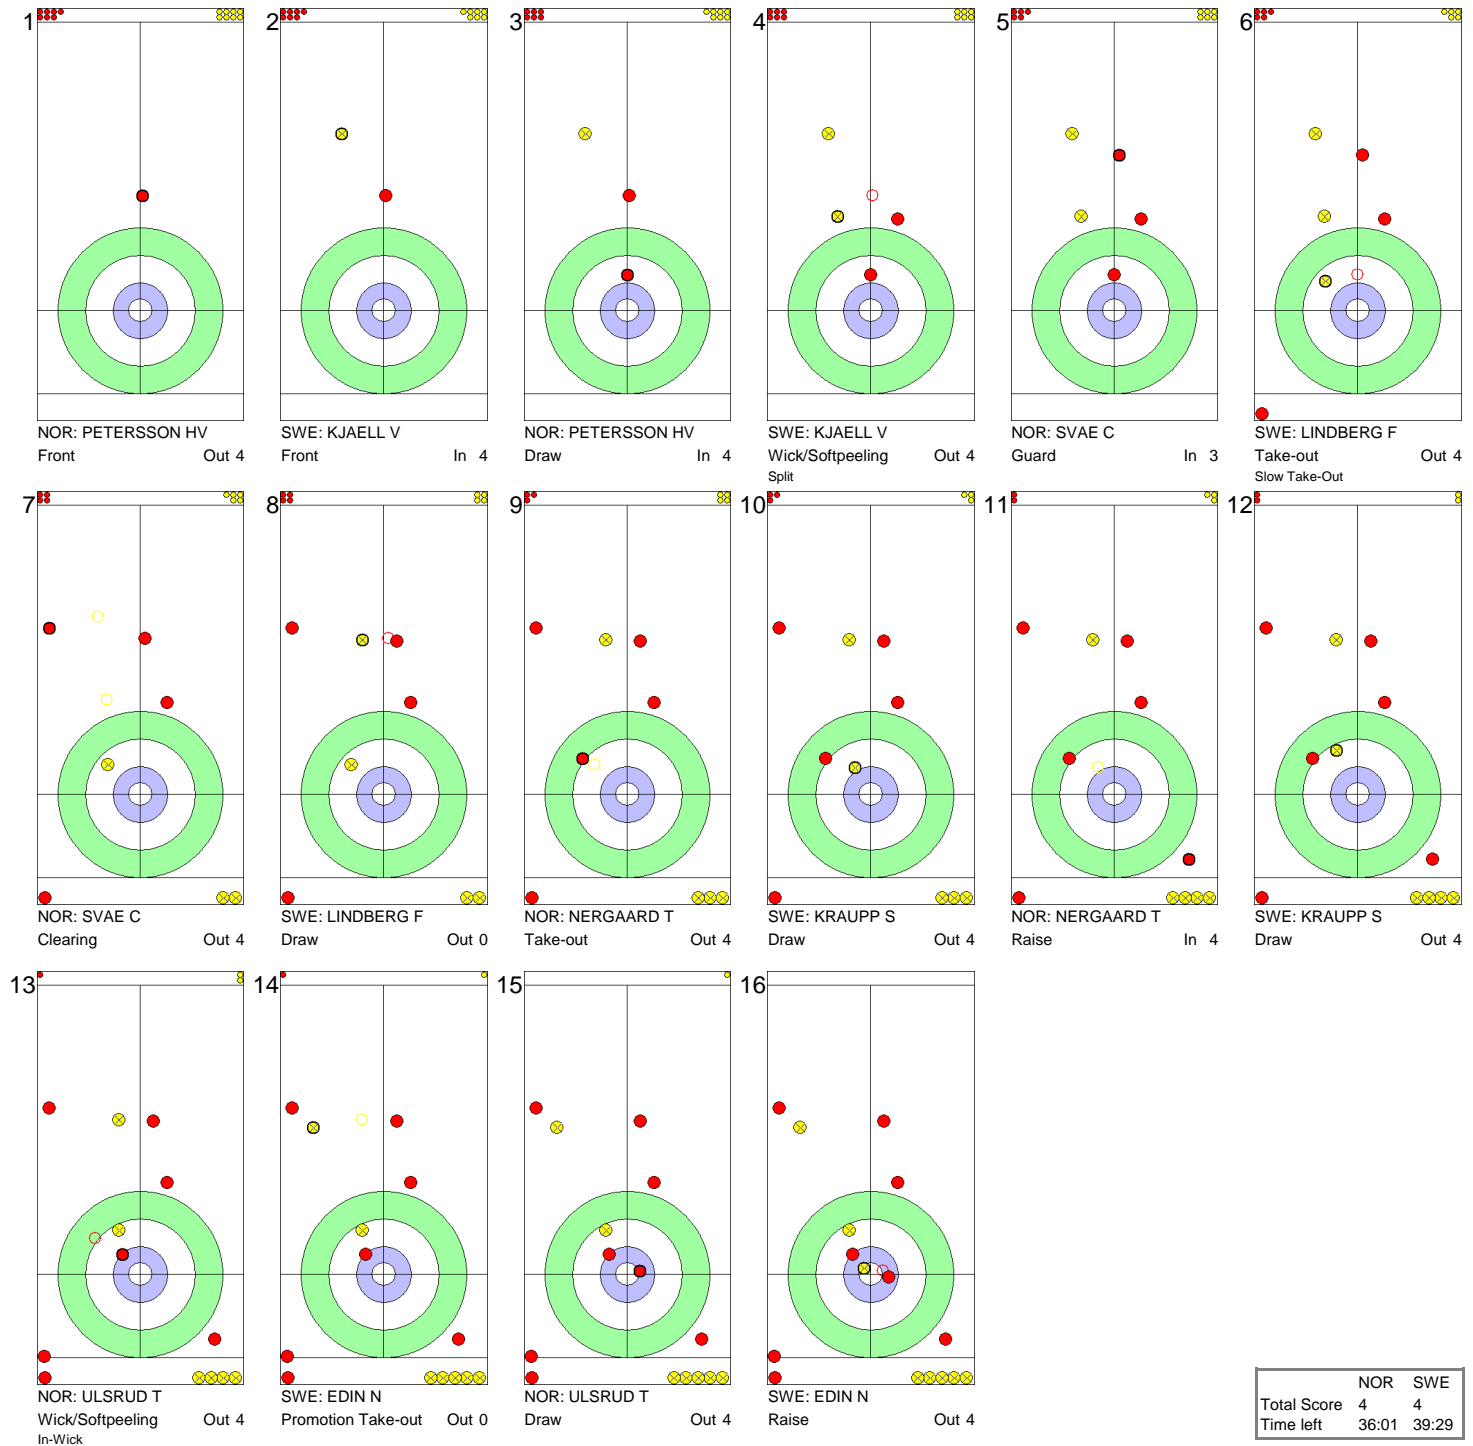 1 2 3 4 5 6
NOR: PETERSSON HV SWE: KJAELL V NOR: PETERSSON HV SWE: KJAELL V NOR: SVAE C SWE: LINDBERG F
Front Out 4 Front In 4 Draw In 4 Wick/Softpeeling Out 4 Guard In 3 Take-out Out 4
Split Slow Take-Out
7 8 9 10 11 12
NOR: SVAE C SWE: LINDBERG F NOR: NERGAARD T SWE: KRAUPP S NOR: NERGAARD T SWE: KRAUPP S
Clearing Out 4 Draw Out 0 Take-out Out 4 Draw Out 4 Raise In 4 Draw Out 4
13 14 15 16
NOR: ULSRUD T SWE: EDIN N NOR: ULSRUD T SWE: EDIN N
Wick/Softpeeling Out 4 Promotion Take-out Out 0 Draw Out 4 Raise Out 4
In-Wick
NOR SWE
Total Score 4 4
Time left 36:01 39:29